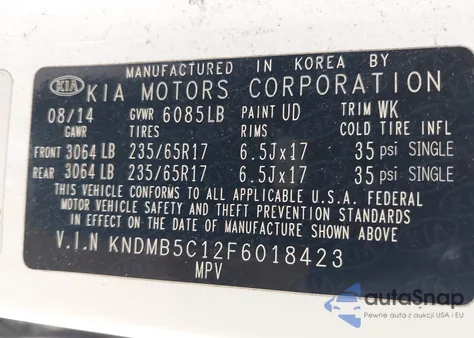 MANUFACTURED IN KOREA BY
KIA KIA MOTORS CORPORATION
08/14 GVWR 6085LB PAINT UD TRIM WK
GAWR TIRES RIMS COLD TIRE INFL
FRONT 3064 LB 235/65R17 6.5Jx17 35 psi SINGLE
REAR 3064 LB 235/65R17 6.5Jx17 35 psi SINGLE
THIS VEHICLE CONFORMS TO ALL APPLICABLE U.S.A. FEDERAL
MOTOR VEHICLE SAFETY AND THEFT PREVENTION STANDARDS
IN EFFECT ON THE DATE OF MANUFACTURE SHOWN ABOVE
V.I.N KNDMB5C12F6018423
MPV
autoSnap
Pewne auta z aukcji USA i EU